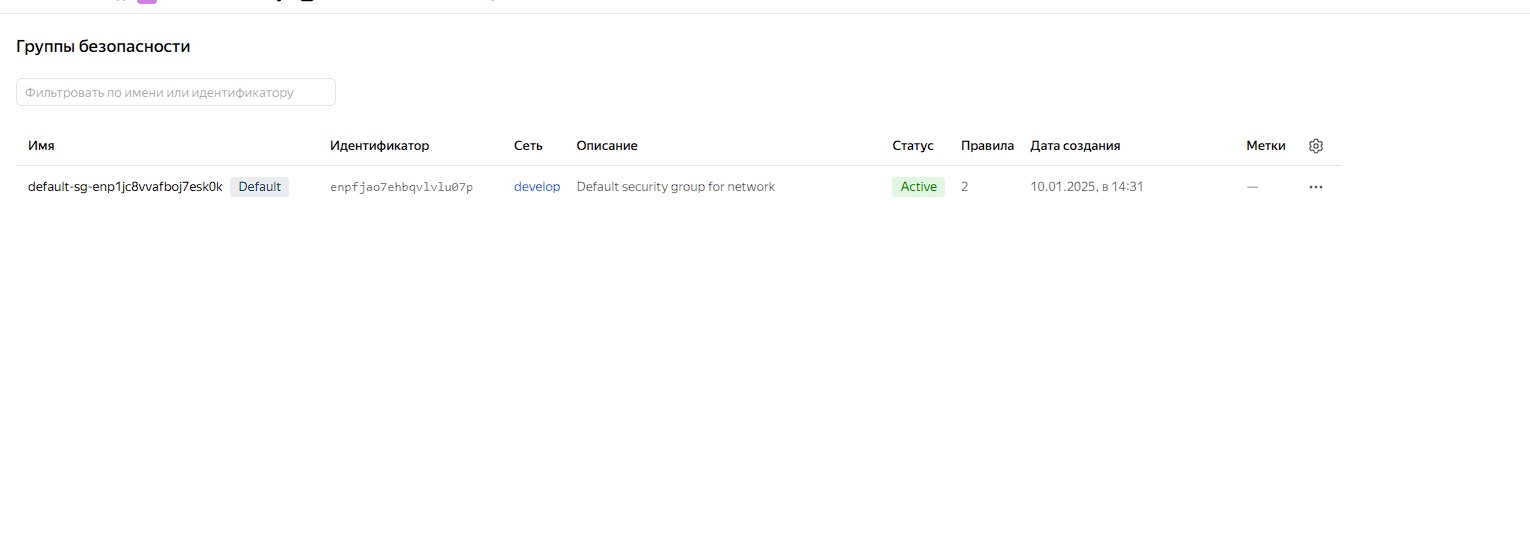 Группы безопасности
Фильтровать по имени или идентификатору
Имя Идентификатор Сеть Описание Статус Правила Дата создания Метки
default-sg-enp1jc8vvafboj7esk0k Default enpfjao7ehbqvlvlu07p develop Default security group for network Active 2 10.01.2025, в 14:31 —